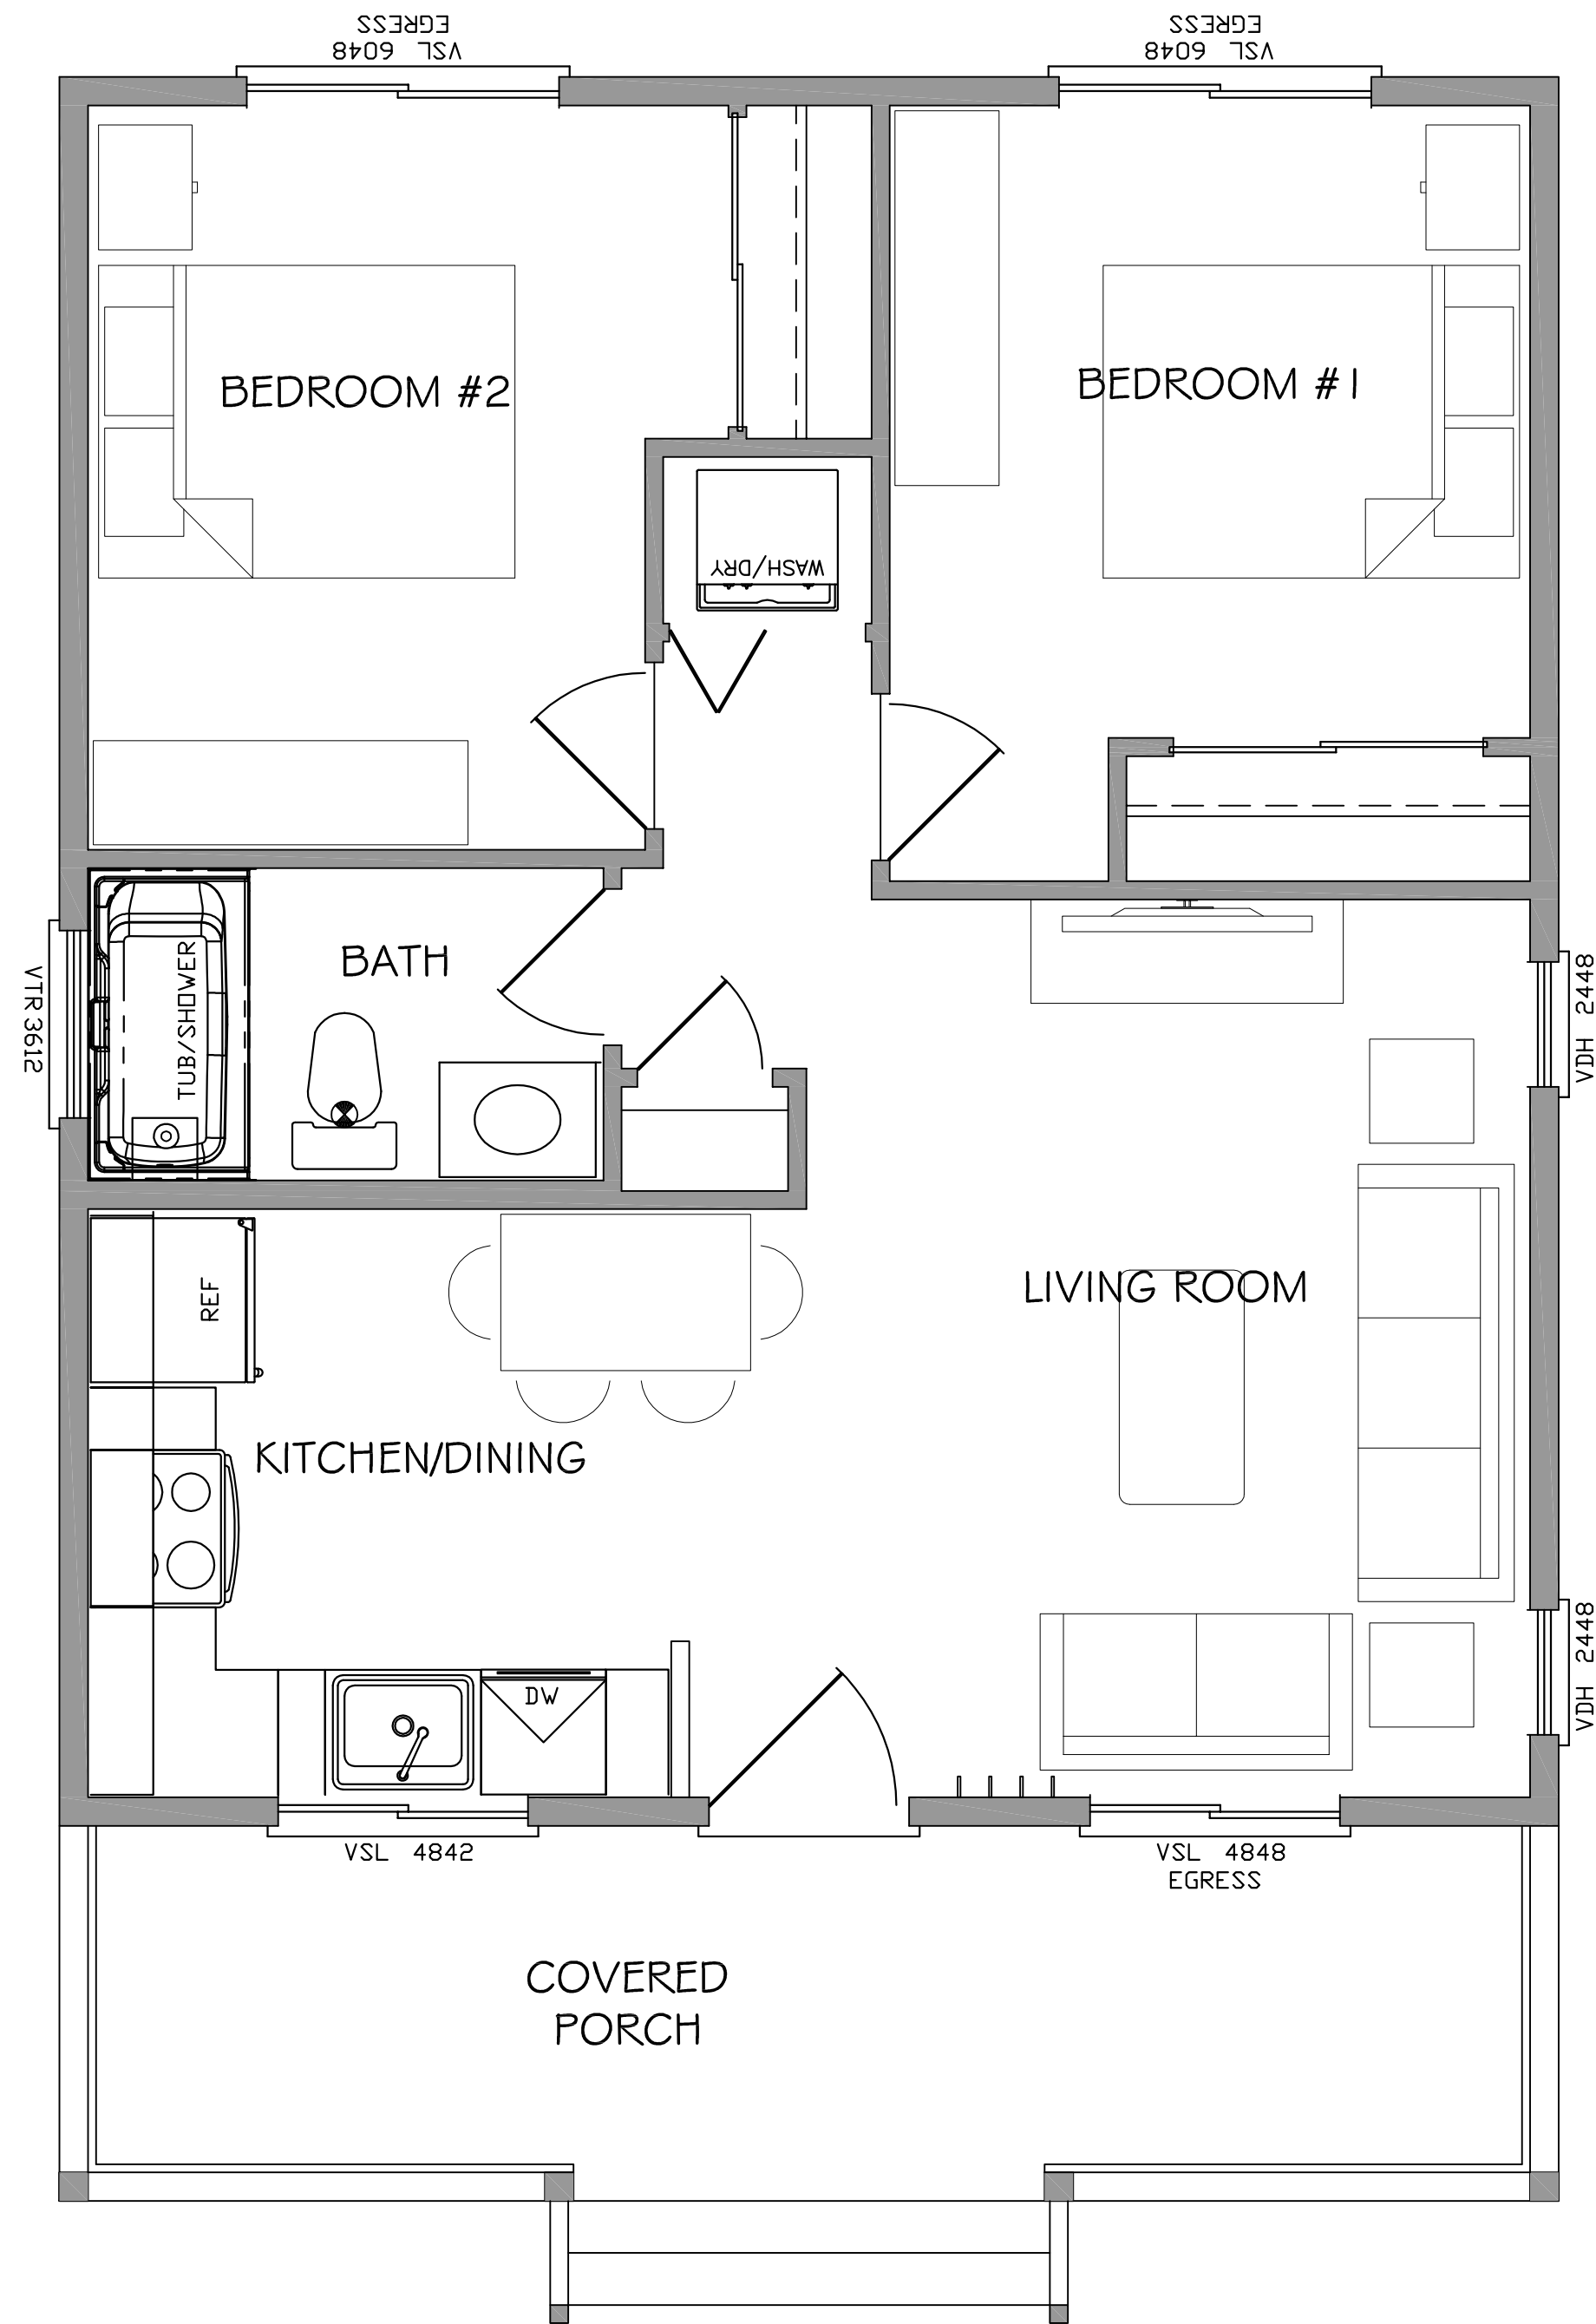 EGRESS
VSL 6048
EGRESS
VSL 6048
BEDROOM #2
BEDROOM #1
WASH/DRY
BATH
TUB/SHOWER
VTR 3612
VDH 2448
REF
LIVING ROOM
KITCHEN/DINING
DW
VDH 2448
VSL 4842
VSL 4848
EGRESS
COVERED
PORCH